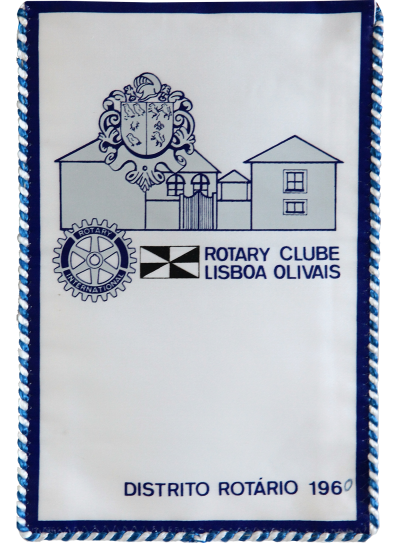 ROTARY
INTERNATIONAL
ROTARY CLUBE
LISBOA OLIVAIS
DISTRITO ROTÁRIO 1960